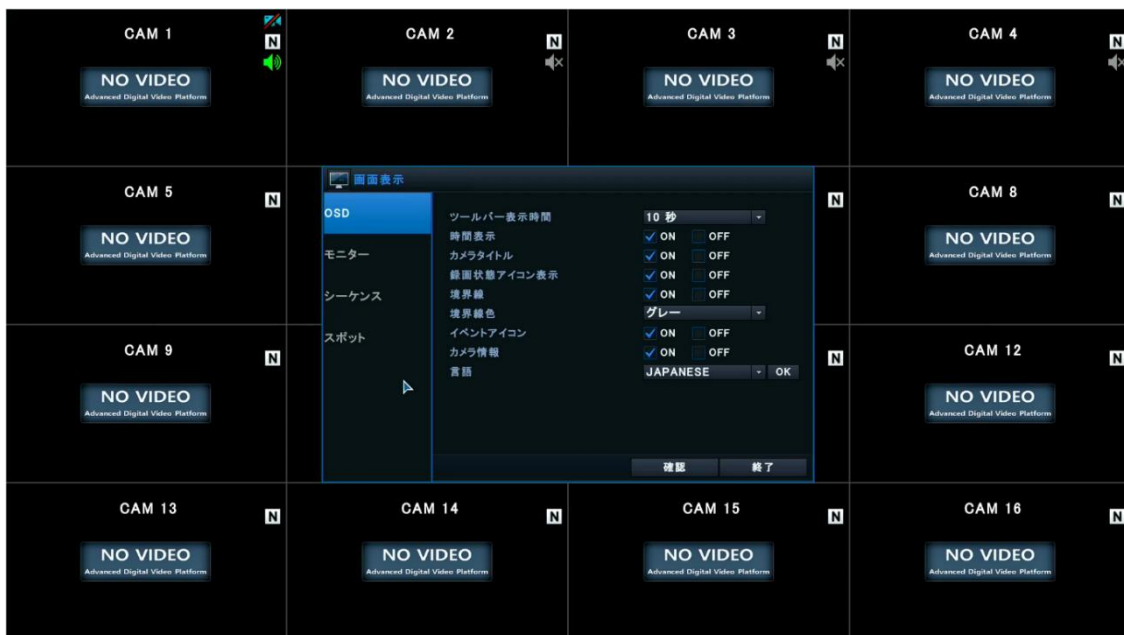 CAM 1
N
NO VIDEO
Advanced Digital Video Platform
CAM 2
N
NO VIDEO
Advanced Digital Video Platform
CAM 3
N
NO VIDEO
Advanced Digital Video Platform
CAM 4
N
NO VIDEO
Advanced Digital Video Platform
CAM 5
N
NO VIDEO
Advanced Digital Video Platform
画面表示
OSD
モニター
シーケンス
スポット
ツールバー表示時間 10 秒
時間表示 ON OFF
カメラタイトル ON OFF
録画状態アイコン表示 ON OFF
境界線 ON OFF
境界線色 グレー
イベントアイコン ON OFF
カメラ情報 ON OFF
言語 JAPANESE OK
確認 終了
N
CAM 8
N
NO VIDEO
Advanced Digital Video Platform
CAM 9
N
NO VIDEO
Advanced Digital Video Platform
N
CAM 12
N
NO VIDEO
Advanced Digital Video Platform
CAM 13
N
NO VIDEO
Advanced Digital Video Platform
CAM 14
N
NO VIDEO
Advanced Digital Video Platform
CAM 15
N
NO VIDEO
Advanced Digital Video Platform
CAM 16
N
NO VIDEO
Advanced Digital Video Platform